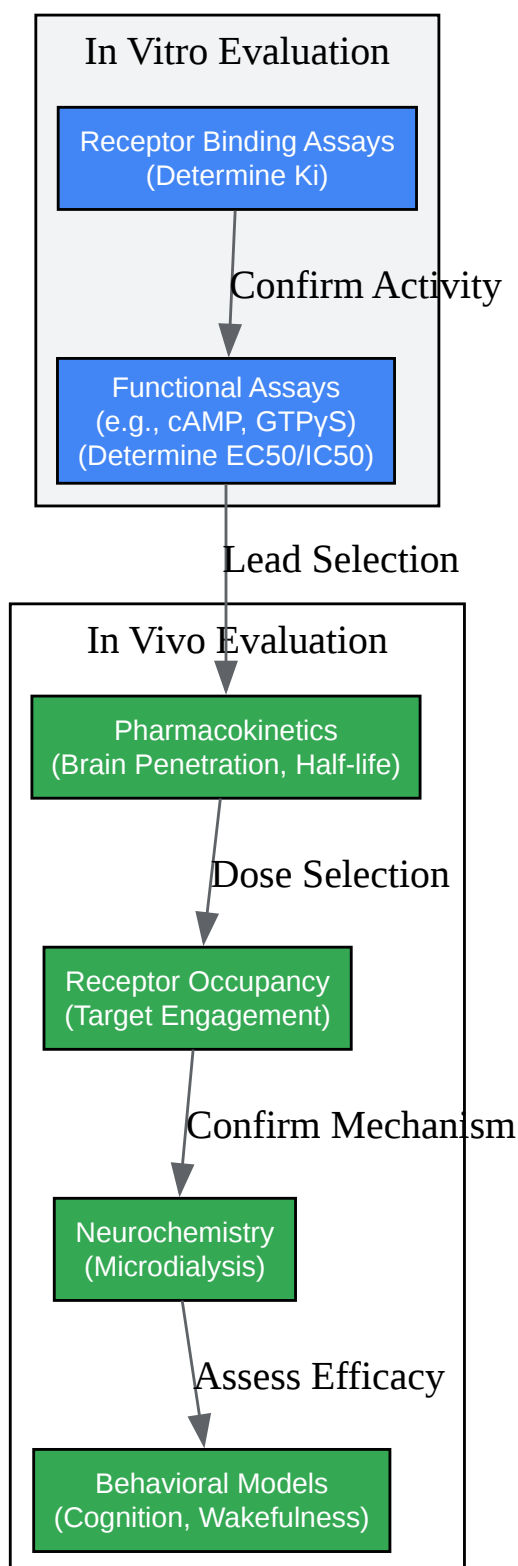 In Vitro Evaluation
Receptor Binding Assays
(Determine Ki)
Confirm Activity
Functional Assays
(e.g., cAMP, GTPγS)
(Determine EC50/IC50)
Lead Selection
In Vivo Evaluation
Pharmacokinetics
(Brain Penetration, Half-life)
Dose Selection
Receptor Occupancy
(Target Engagement)
Confirm Mechanism
Neurochemistry
(Microdialysis)
Assess Efficacy
Behavioral Models
(Cognition, Wakefulness)